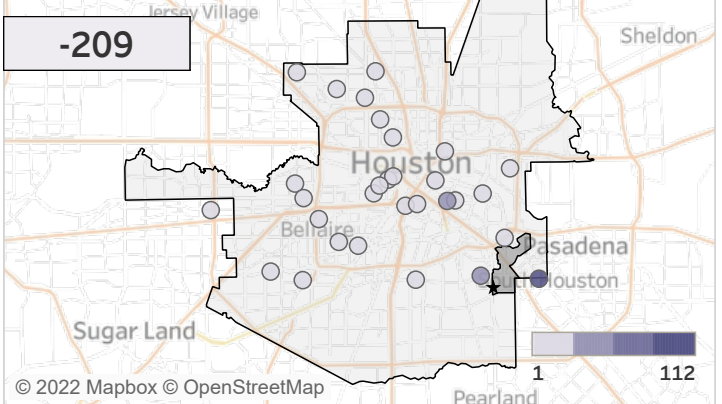 Jersey Village
-209
Sheldon
Houston
Bellaire
Pasadena
South Houston
Sugar Land
1
112
© 2022 Mapbox © OpenStreetMap
Pearland